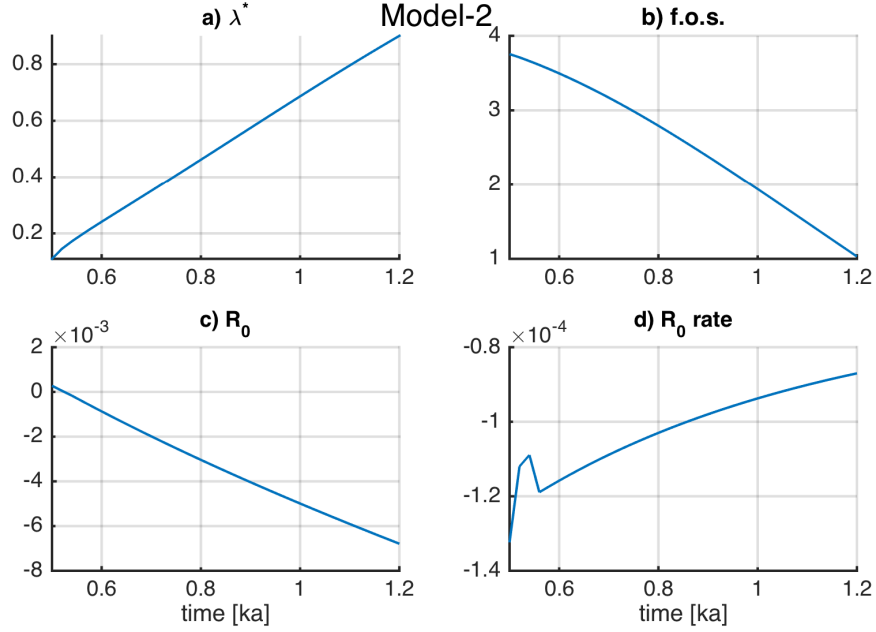 Model-2
a) λ*
0.8
0.6
0.4
0.2
0.6 0.8 1 1.2
b) f.o.s.
4
3
2
1
0.6 0.8 1 1.2
c) R0
×10-3
2
0
-2
-4
-6
-8
0.6 0.8 1 1.2
time [ka]
d) R0 rate
×10-4
-0.8
-1
-1.2
-1.4
0.6 0.8 1 1.2
time [ka]